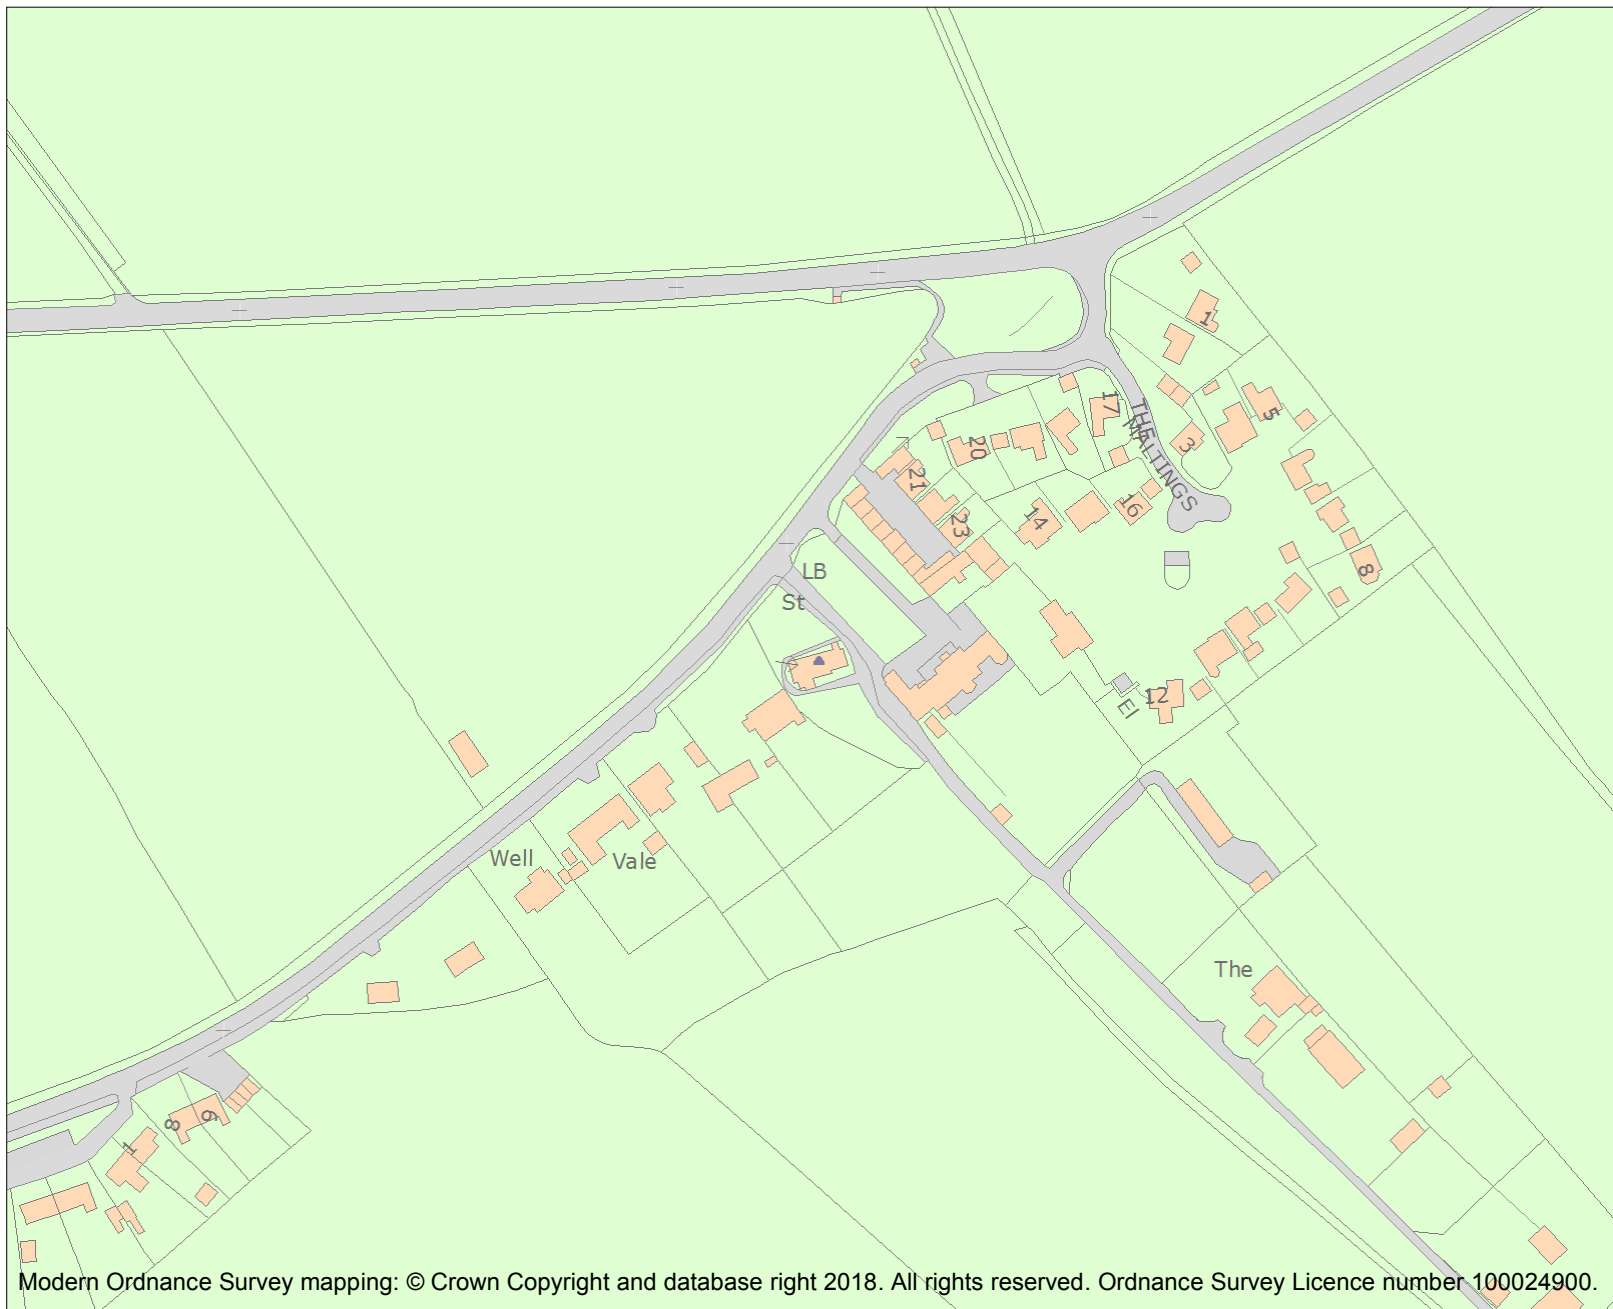 1
17
THE
MALTINGS
5
20
3
21
16
14
23
8
LB
St
12
El
Well
Vale
The
8
6
1
Modern Ordnance Survey mapping: © Crown Copyright and database right 2018. All rights reserved. Ordnance Survey Licence number 100024900.